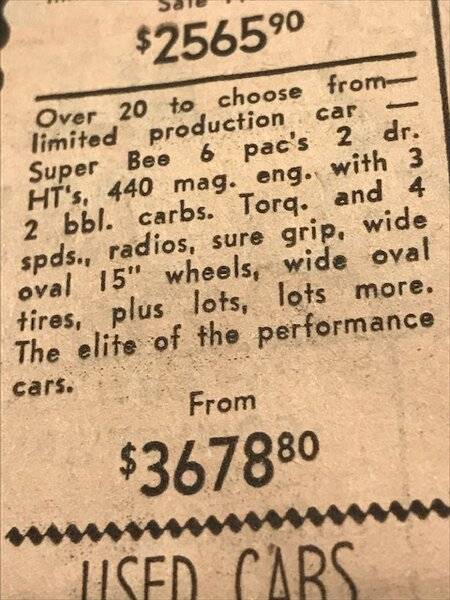 Sale
$2565⁹⁰
Over 20 to choose from—
limited production car —
Super Bee 6 pac's 2 dr.
HT's, 440 mag. eng. with 3
2 bbl. carbs. Torq. and 4
spds., radios, sure grip, wide
oval 15" wheels, wide oval
tires, plus lots, lots more.
The elite of the performance
cars.
From
$3678⁸⁰
USED CARS